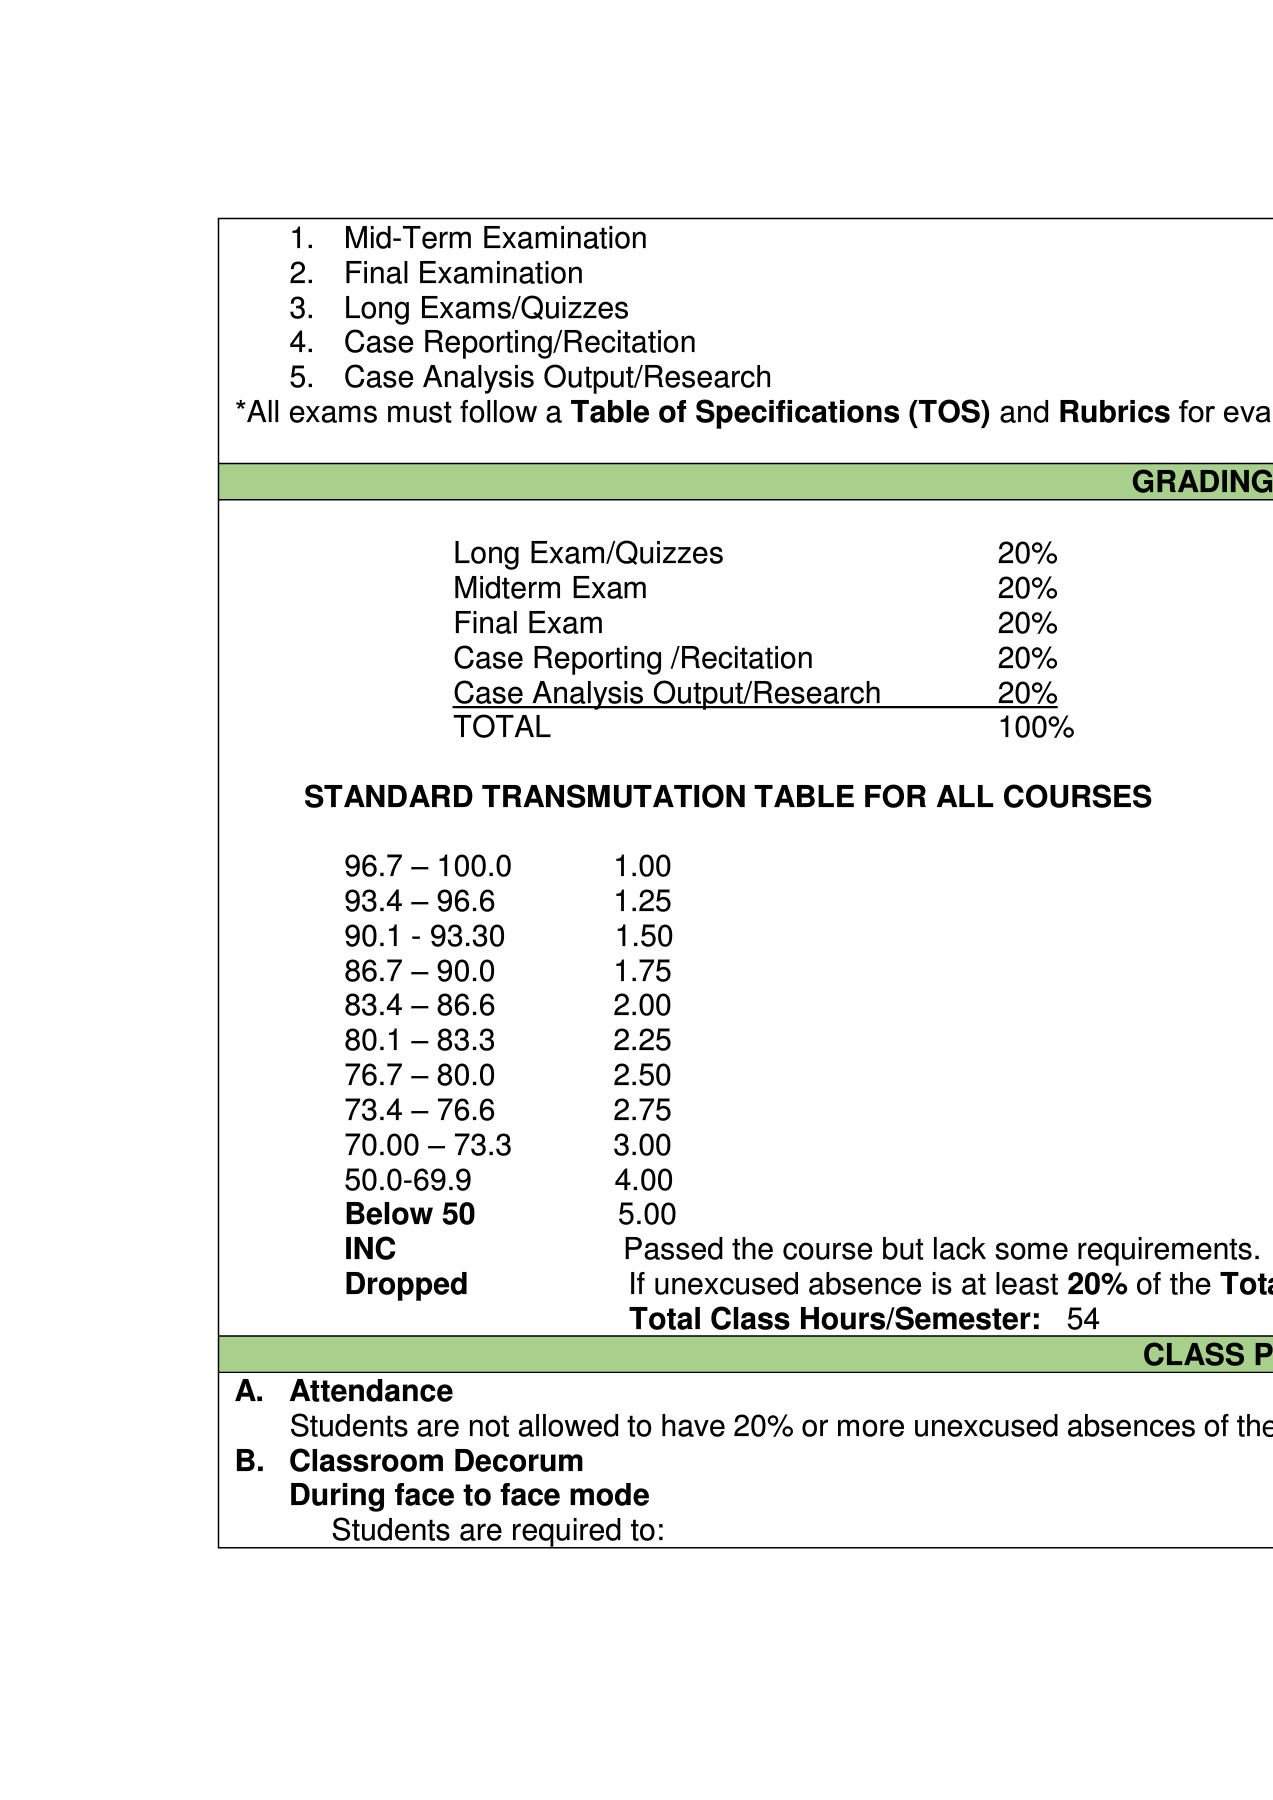 1. Mid-Term Examination
2. Final Examination
3. Long Exams/Quizzes
4. Case Reporting/Recitation
5. Case Analysis Output/Research
*All exams must follow a Table of Specifications (TOS) and Rubrics for
GRADING
Long Exam/Quizzes 20%
Midterm Exam 20%
Final Exam 20%
Case Reporting /Recitation 20%
Case Analysis Output/Research 20%
TOTAL 100%
STANDARD TRANSMUTATION TABLE FOR ALL COURSES
96.7 – 100.0 1.00
93.4 – 96.6 1.25
90.1 - 93.30 1.50
86.7 – 90.0 1.75
83.4 – 86.6 2.00
80.1 – 83.3 2.25
76.7 – 80.0 2.50
73.4 – 76.6 2.75
70.00 – 73.3 3.00
50.0-69.9 4.00
Below 50 5.00
INC Passed the course but lack some requirements.
Dropped If unexcused absence is at least 20% of the
Total Class Hours/Semester: 54
CLASS
A. Attendance
Students are not allowed to have 20% or more unexcused absences of the
B. Classroom Decorum
During face to face mode
Students are required to: